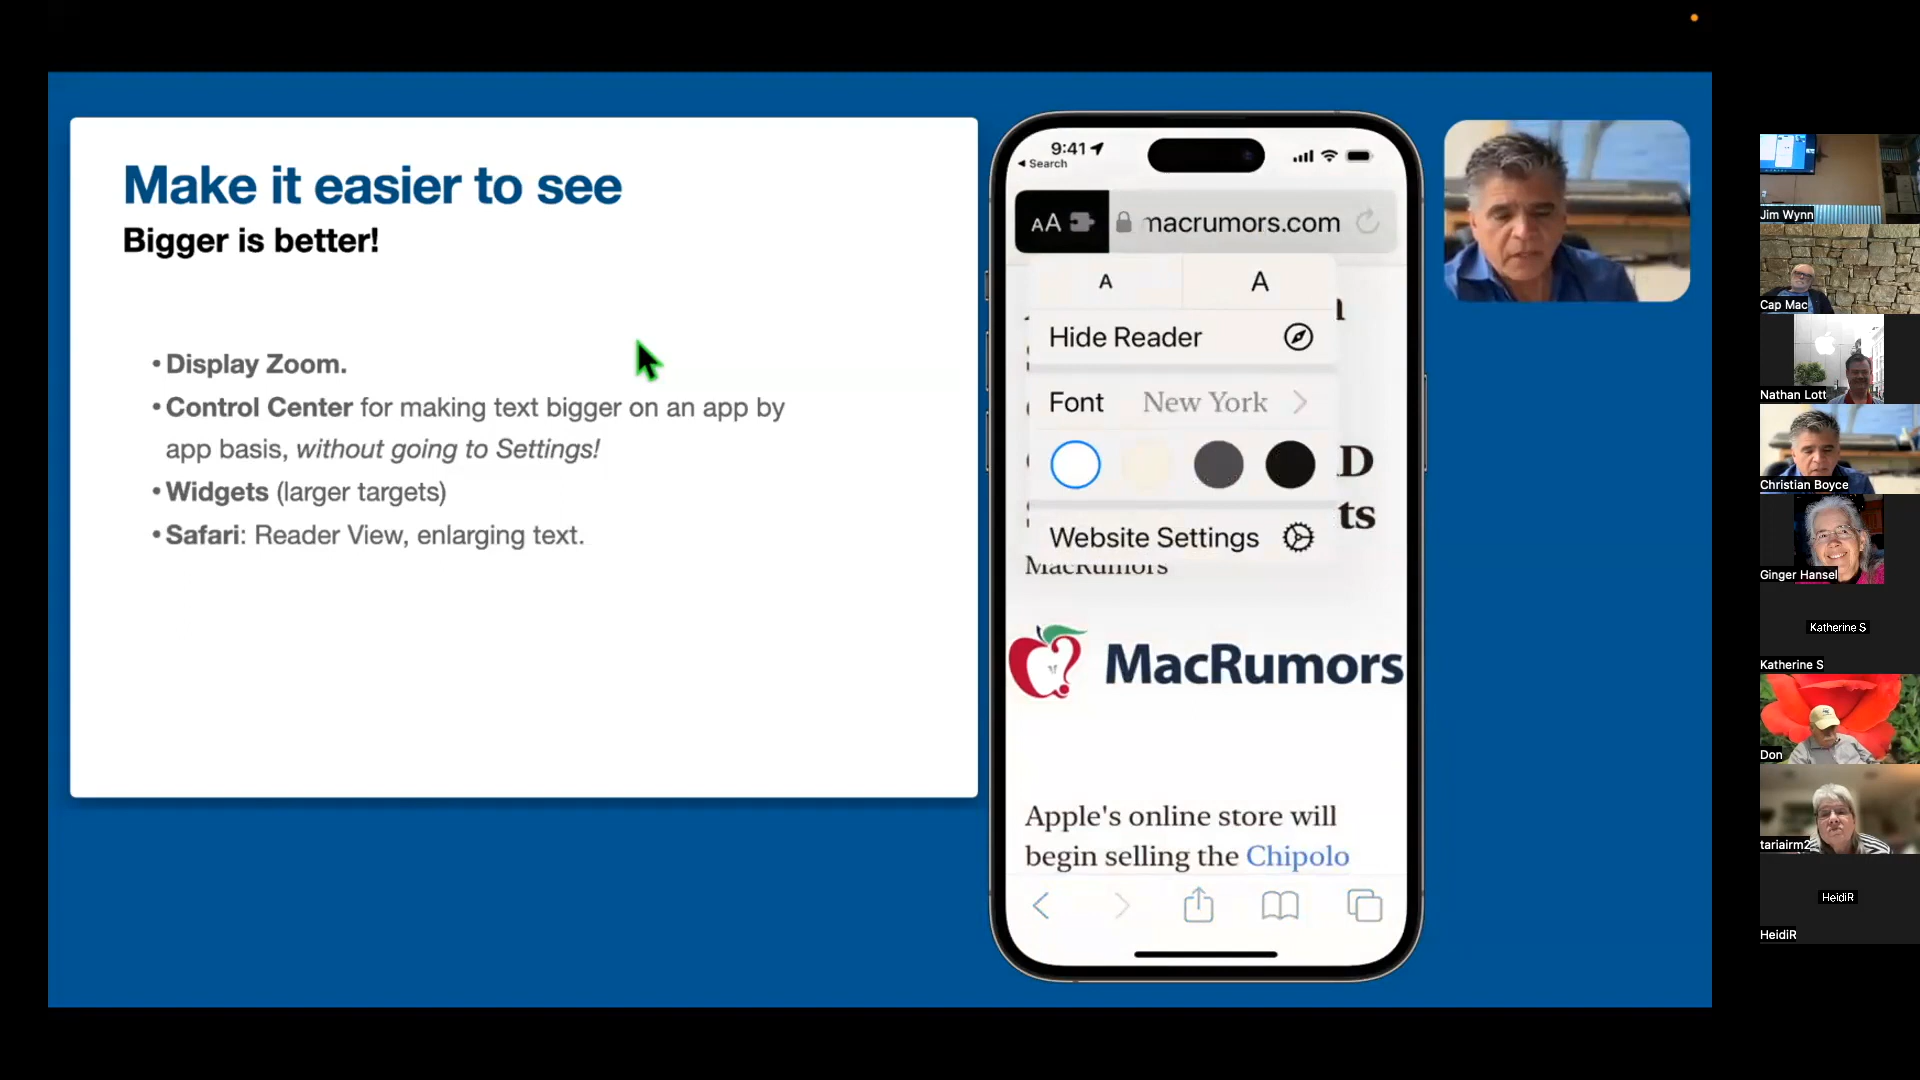 Make it easier to see
Bigger is better!
• Display Zoom.
• Control Center for making text bigger on an app by
app basis, without going to Settings!
• Widgets (larger targets)
• Safari: Reader View, enlarging text.
9:41
◂ Search
AA macrumors.com
A A
Hide Reader
Font New York
D
ts
Website Settings
MacRumors
MacRumors
Apple's online store will
begin selling the Chipolo
Jim Wynn
Cap Mac
Nathan Lott
Christian Boyce
Ginger Hansel
Katherine S
Katherine S
Don
tariairm2
HeidiR
HeidiR